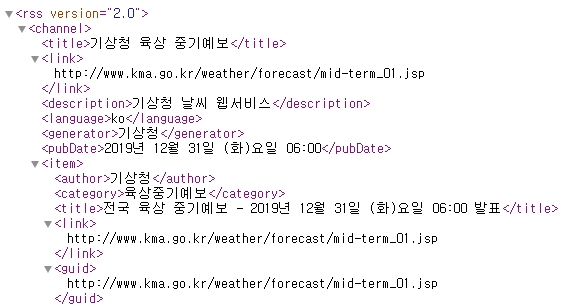 <rss version="2.0">
<channel>
<title>기상청 육상 중기예보</title>
<link>
http://www.kma.go.kr/weather/forecast/mid-term_01.jsp
</link>
<description>기상청 날씨 웹서비스</description>
<language>ko</language>
<generator>기상청</generator>
<pubDate>2019년 12월 31일 (화)요일 06:00</pubDate>
<item>
<author>기상청</author>
<category>육상중기예보</category>
<title>전국 육상 중기예보 - 2019년 12월 31일 (화)요일 06:00 발표</title>
<link>
http://www.kma.go.kr/weather/forecast/mid-term_01.jsp
</link>
<guid>
http://www.kma.go.kr/weather/forecast/mid-term_01.jsp
</guid>